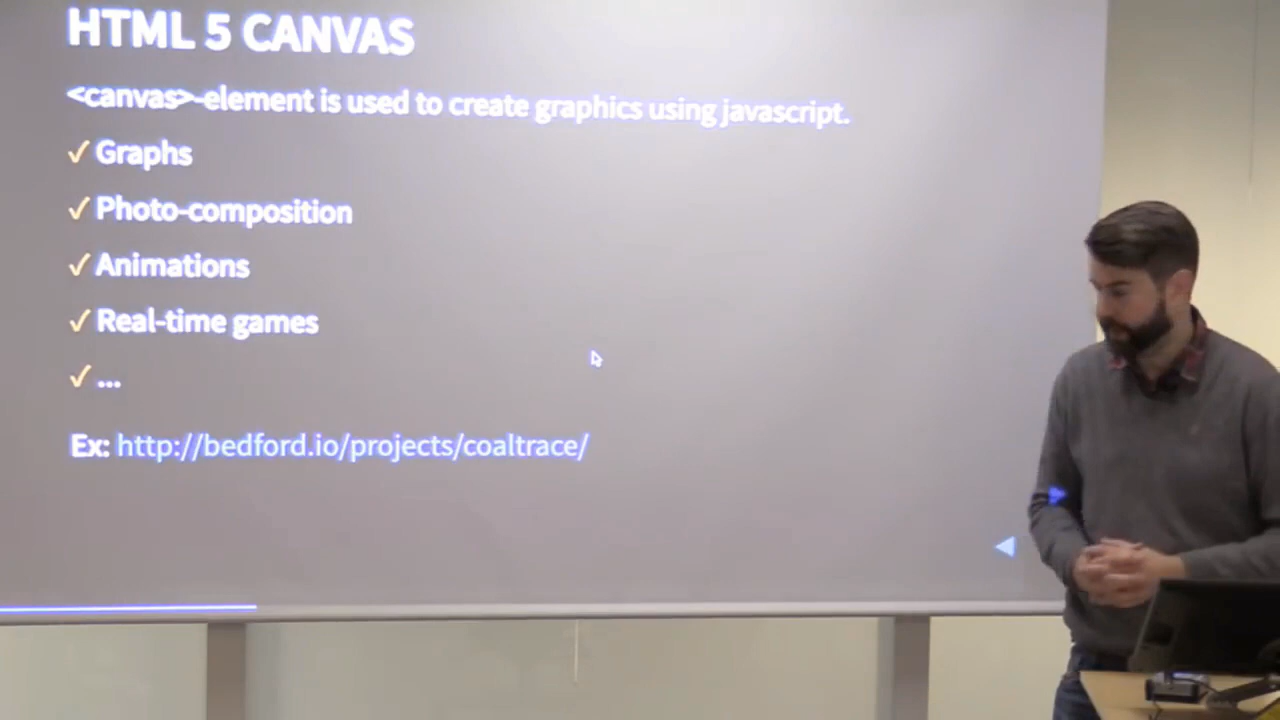 HTML 5 CANVAS
<canvas>-element is used to create graphics using javascript.
✓ Graphs
✓ Photo-composition
✓ Animations
✓ Real-time games
✓ ...
Ex: http://bedford.io/projects/coaltrace/